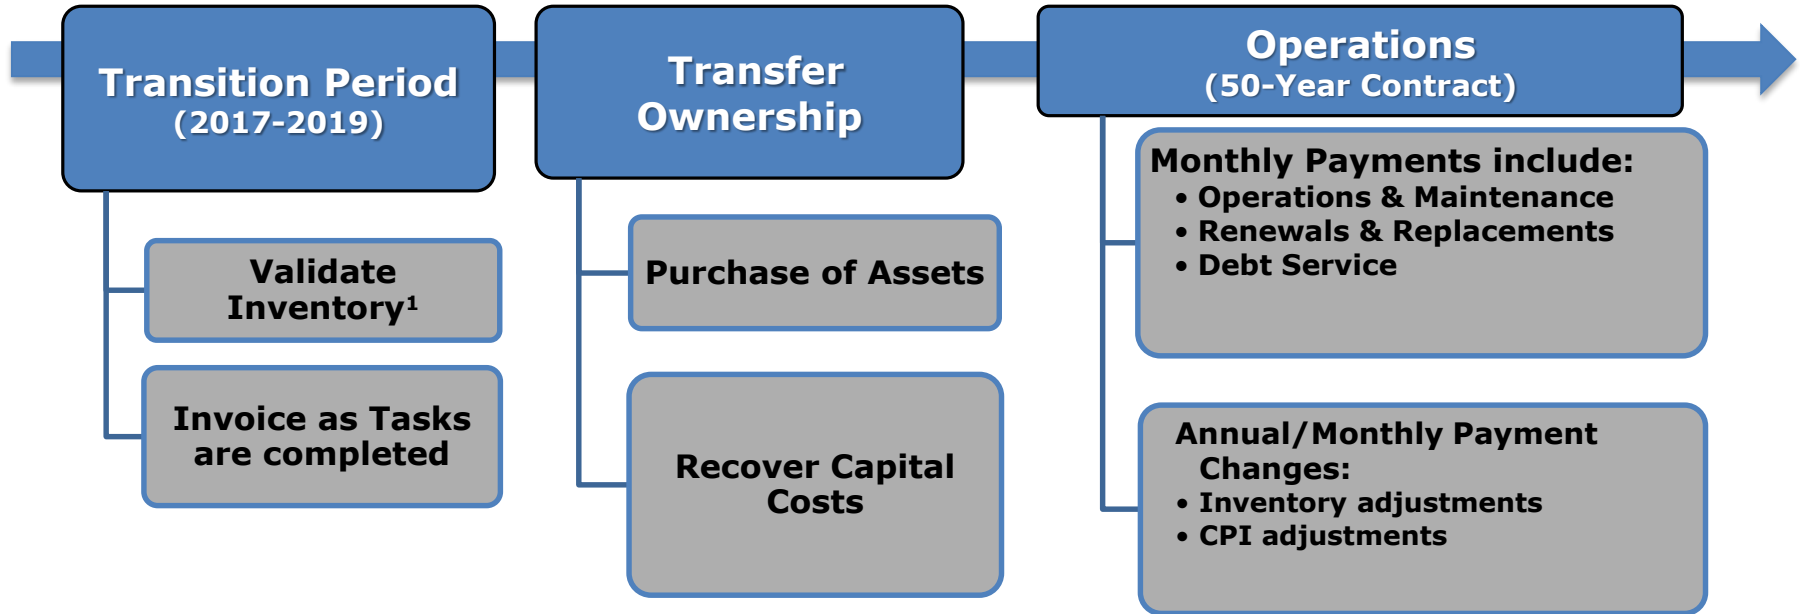 Transition Period
(2017-2019)
Validate
Inventory¹
Invoice as Tasks
are completed
Transfer
Ownership
Purchase of Assets
Recover Capital
Costs
Operations
(50-Year Contract)
Monthly Payments include:
• Operations & Maintenance
• Renewals & Replacements
• Debt Service
Annual/Monthly Payment
Changes:
• Inventory adjustments
• CPI adjustments